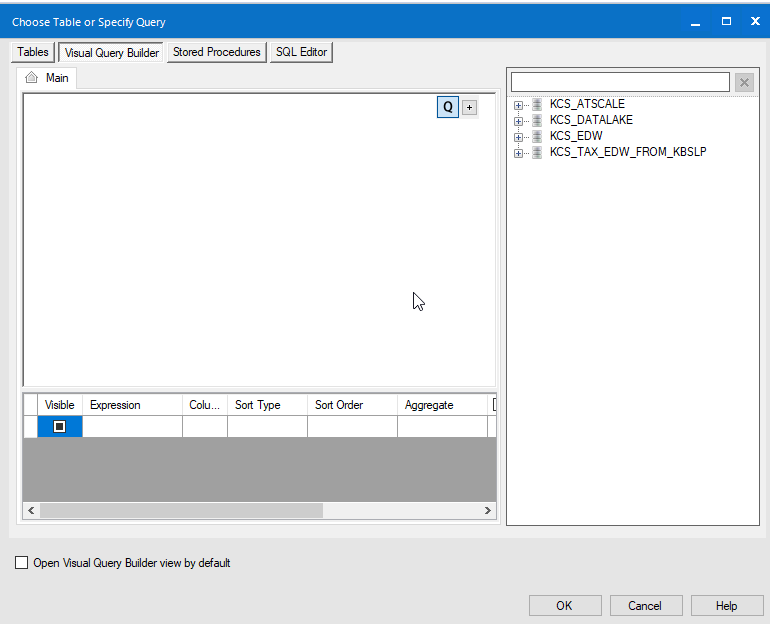 Choose Table or Specify Query
Tables Visual Query Builder Stored Procedures SQL Editor
Main
Q +
KCS_ATSCALE
KCS_DATALAKE
KCS_EDW
KCS_TAX_EDW_FROM_KBSLP
Visible Expression Colu... Sort Type Sort Order Aggregate
Open Visual Query Builder view by default
OK Cancel Help